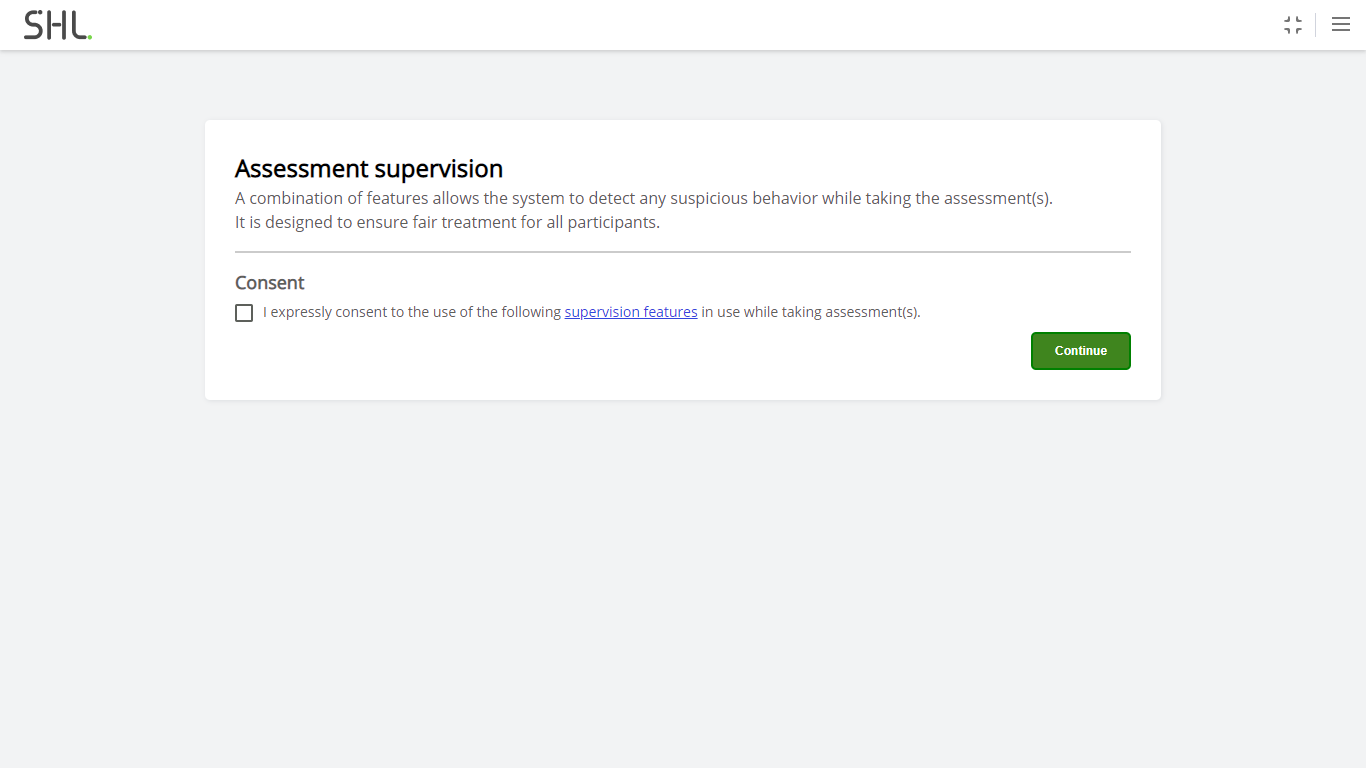 SHL.
Assessment supervision
A combination of features allows the system to detect any suspicious behavior while taking the assessment(s).
It is designed to ensure fair treatment for all participants.
Consent
I expressly consent to the use of the following supervision features in use while taking assessment(s).
Continue